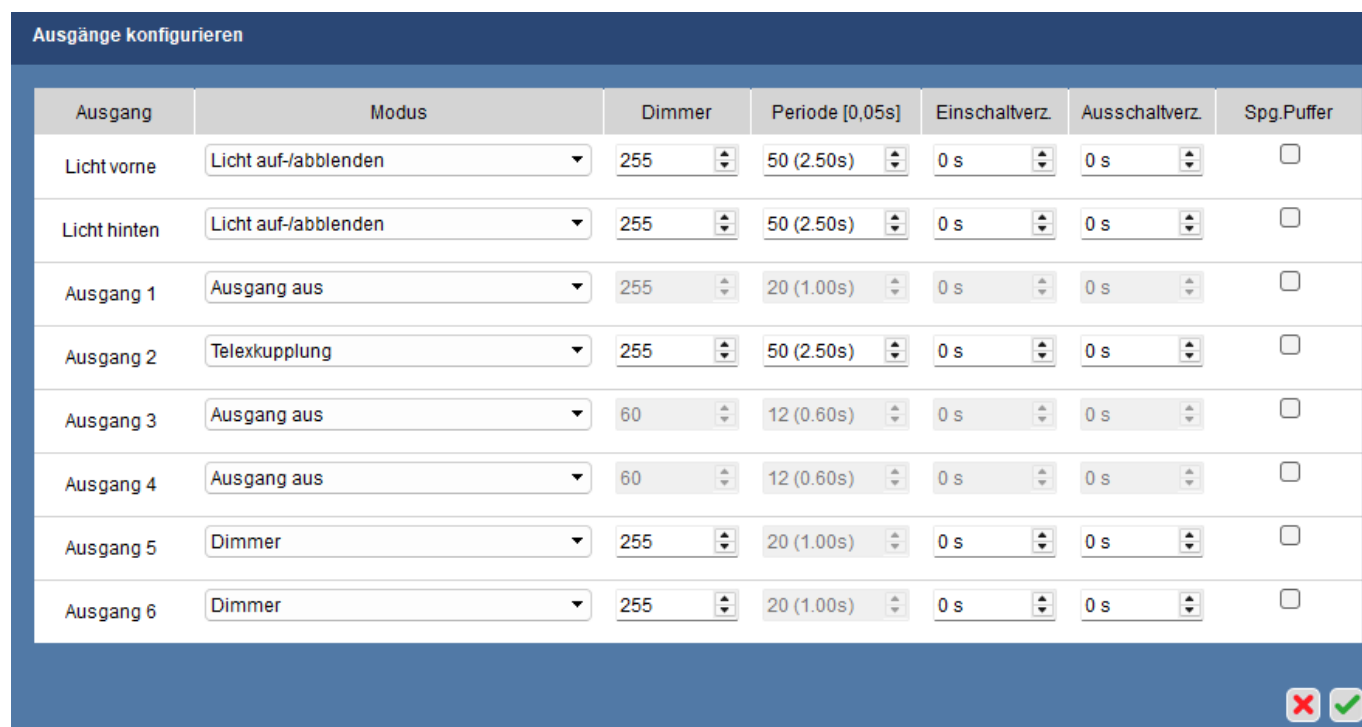 Ausgänge konfigurieren
Ausgang Modus Dimmer Periode [0,05s] Einschaltverz. Ausschaltverz. Spg.Puffer
Licht vorne Licht auf-/abblenden 255 50 (2.50s) 0 s 0 s
Licht hinten Licht auf-/abblenden 255 50 (2.50s) 0 s 0 s
Ausgang 1 Ausgang aus 255 20 (1.00s) 0 s 0 s
Ausgang 2 Telexkupplung 255 50 (2.50s) 0 s 0 s
Ausgang 3 Ausgang aus 60 12 (0.60s) 0 s 0 s
Ausgang 4 Ausgang aus 60 12 (0.60s) 0 s 0 s
Ausgang 5 Dimmer 255 20 (1.00s) 0 s 0 s
Ausgang 6 Dimmer 255 20 (1.00s) 0 s 0 s